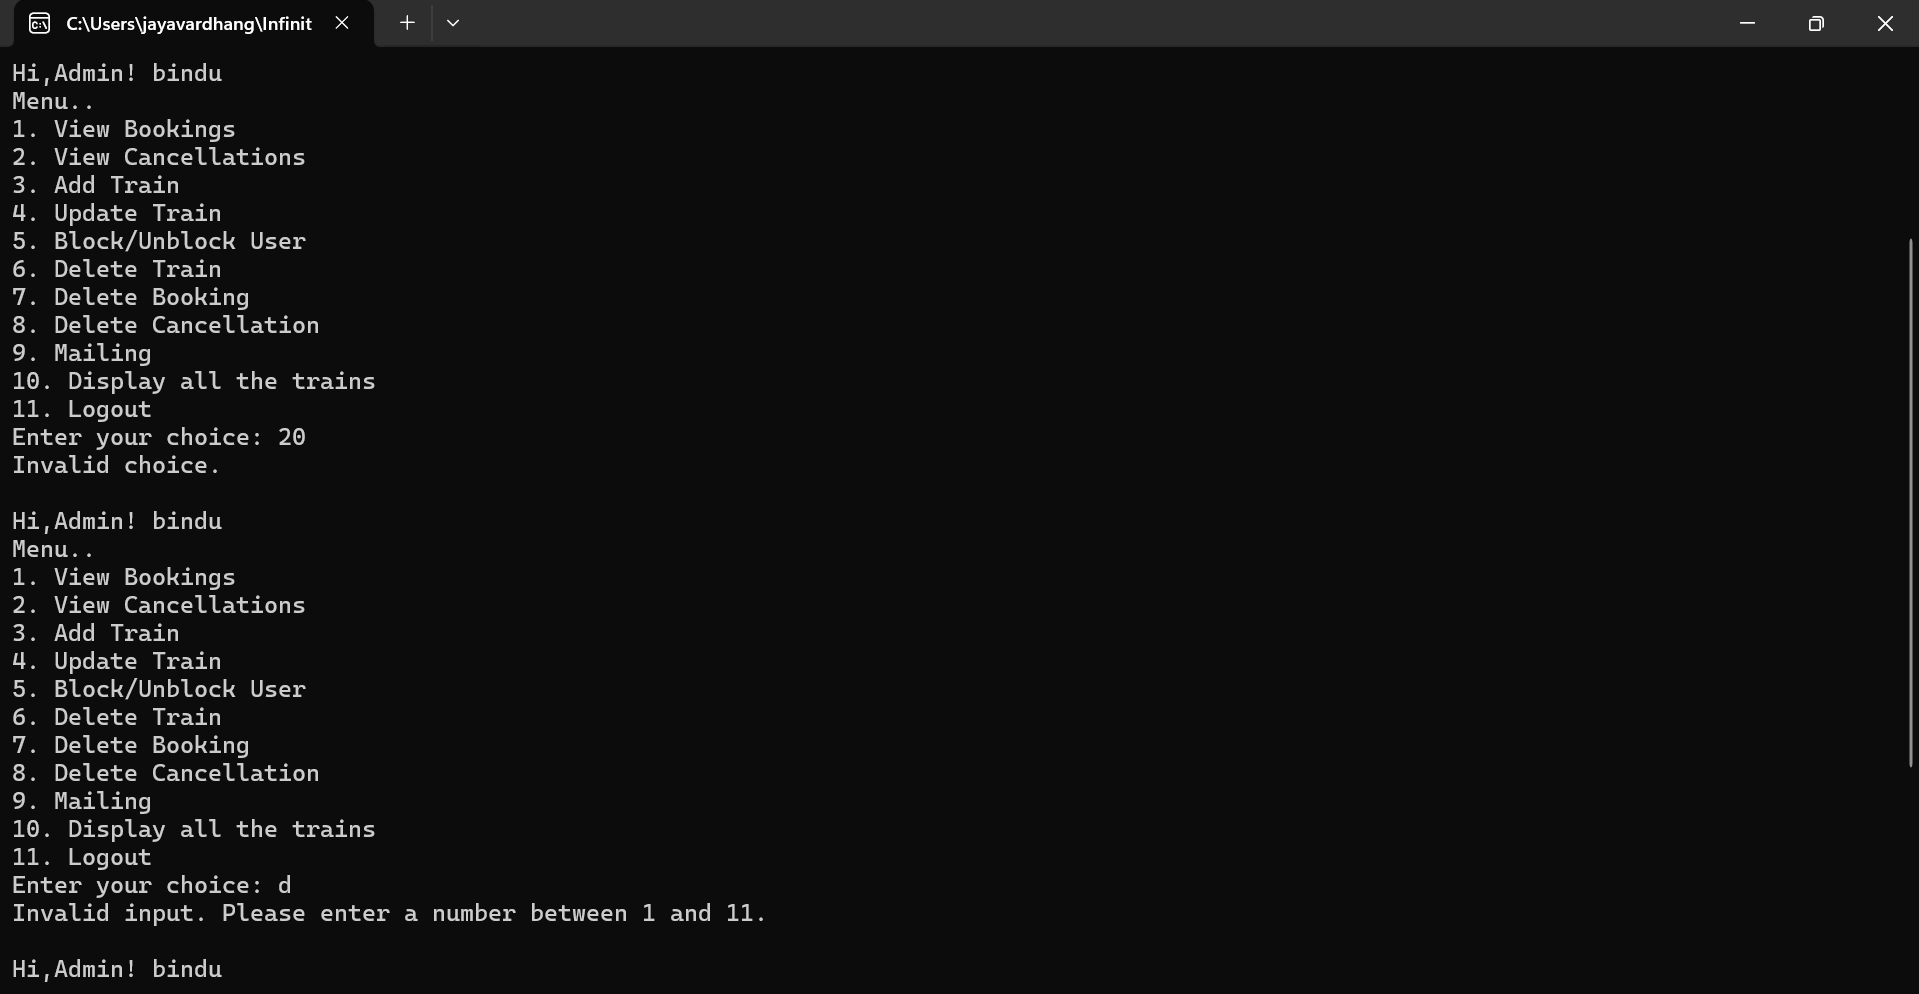 C:\Users\jayavardhang\Infinit
Hi,Admin! bindu
Menu..
1. View Bookings
2. View Cancellations
3. Add Train
4. Update Train
5. Block/Unblock User
6. Delete Train
7. Delete Booking
8. Delete Cancellation
9. Mailing
10. Display all the trains
11. Logout
Enter your choice: 20
Invalid choice.

Hi,Admin! bindu
Menu..
1. View Bookings
2. View Cancellations
3. Add Train
4. Update Train
5. Block/Unblock User
6. Delete Train
7. Delete Booking
8. Delete Cancellation
9. Mailing
10. Display all the trains
11. Logout
Enter your choice: d
Invalid input. Please enter a number between 1 and 11.

Hi,Admin! bindu